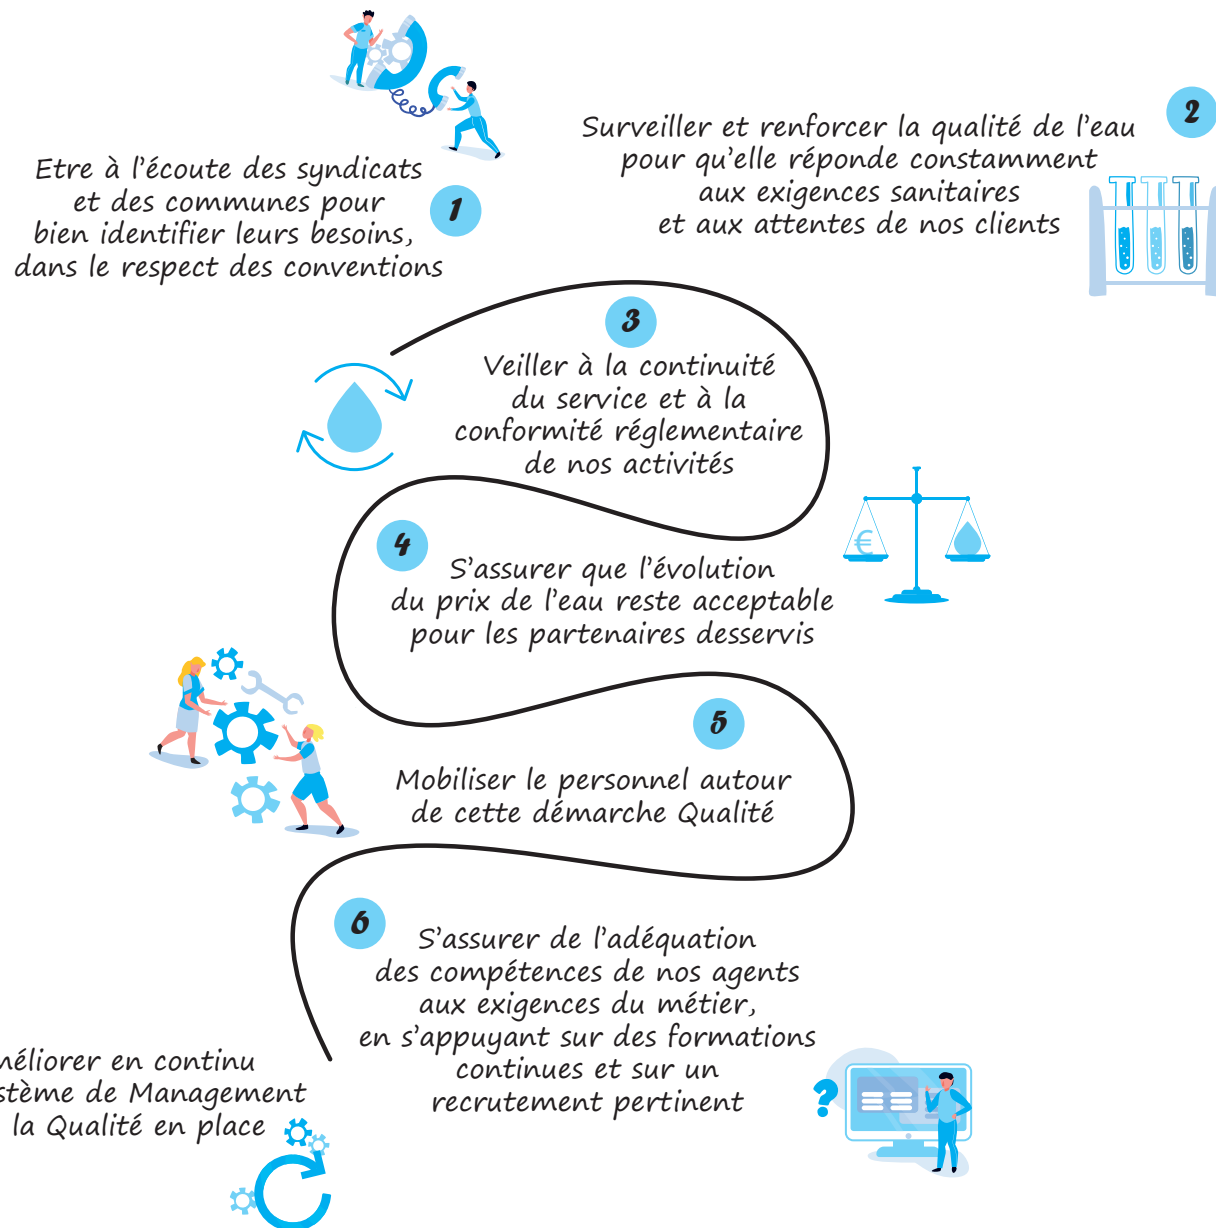 1
Etre à l'écoute des syndicats
et des communes pour
bien identifier leurs besoins,
dans le respect des conventions
2
Surveiller et renforcer la qualité de l'eau
pour qu'elle réponde constamment
aux exigences sanitaires
et aux attentes de nos clients
3
Veiller à la continuité
du service et à la
conformité réglementaire
de nos activités
4
S'assurer que l'évolution
du prix de l'eau reste acceptable
pour les partenaires desservis
€
5
Mobiliser le personnel autour
de cette démarche Qualité
6
S'assurer de l'adéquation
des compétences de nos agents
aux exigences du métier,
en s'appuyant sur des formations
continues et sur un
recrutement pertinent
?
en continu
de Management
la Qualité en place